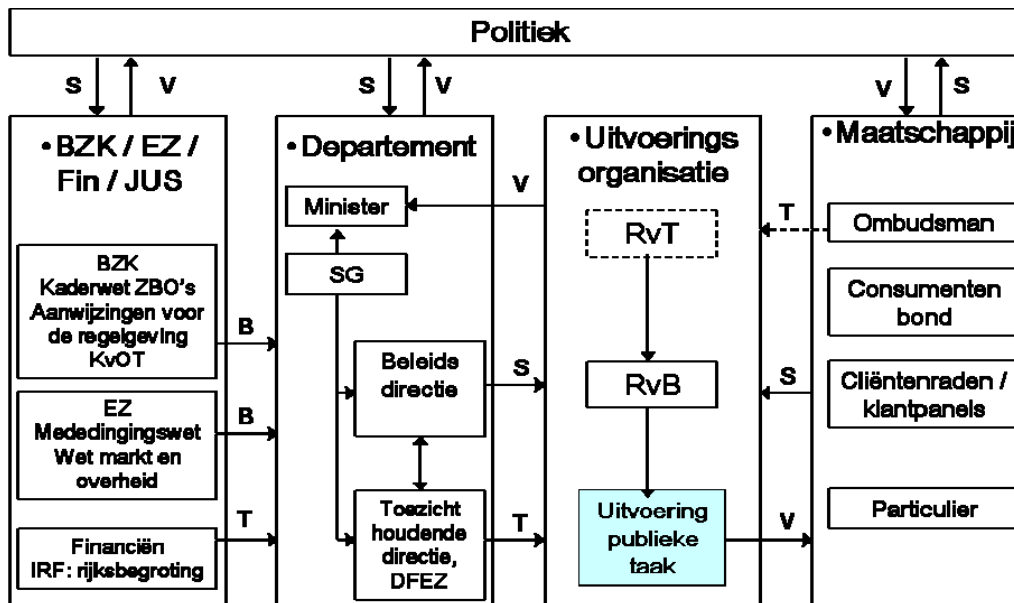 Politiek
S
V
S
V
V
S
• BZK / EZ /
Fin / JUS
BZK
Kaderwet ZBO's
Aanwijzingen voor
de regelgeving
KvOT
EZ
Mededingingswet
Wet markt en
overheid
Financiën
IRF: rijksbegroting
B
B
T
• Departement
Minister
SG
Beleids
directie
Toezicht
houdende
directie,
DFEZ
V
S
T
• Uitvoerings
organisatie
RvT
RvB
Uitvoering
publieke
taak
T
S
V
• Maatschappij
Ombudsman
Consumenten
bond
Cliëntenraden /
klantpanels
Particulier